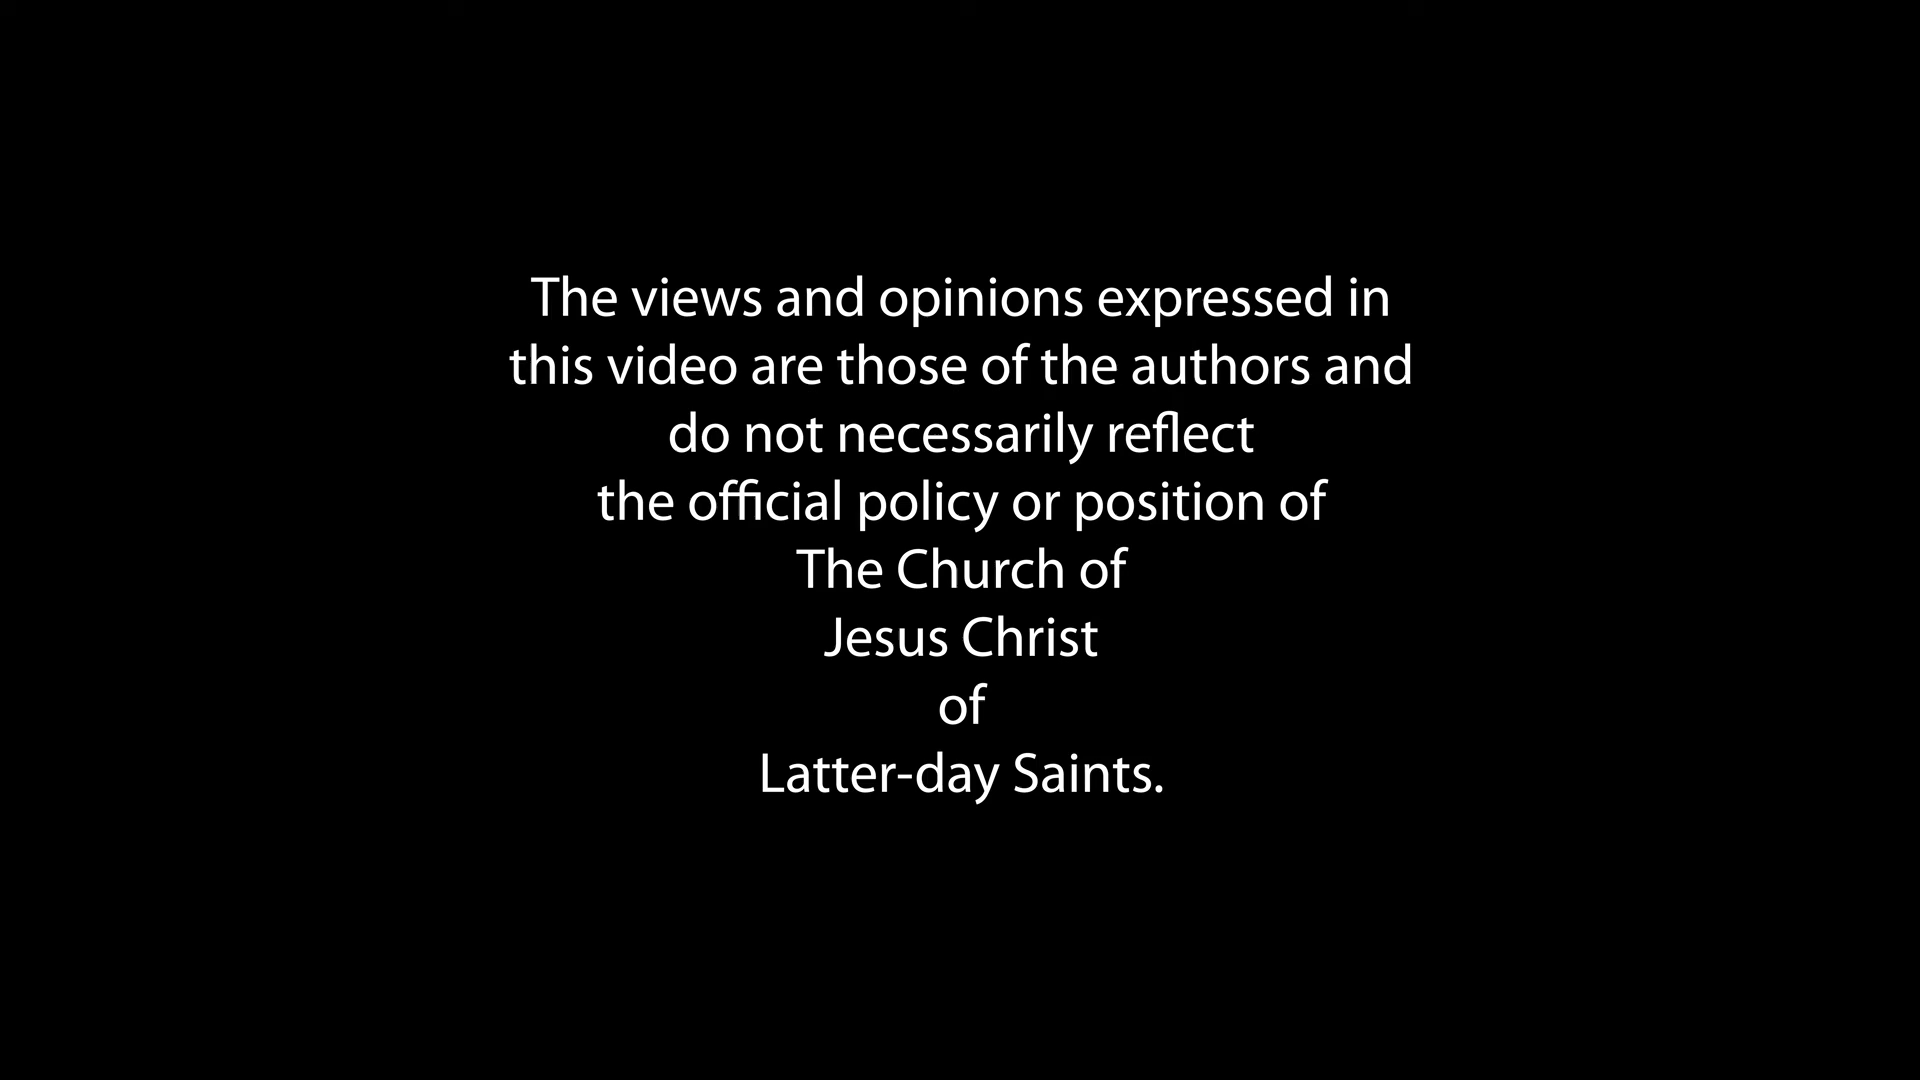 The views and opinions expressed in
this video are those of the authors and
do not necessarily reflect
the official policy or position of
The Church of
Jesus Christ
of
Latter-day Saints.